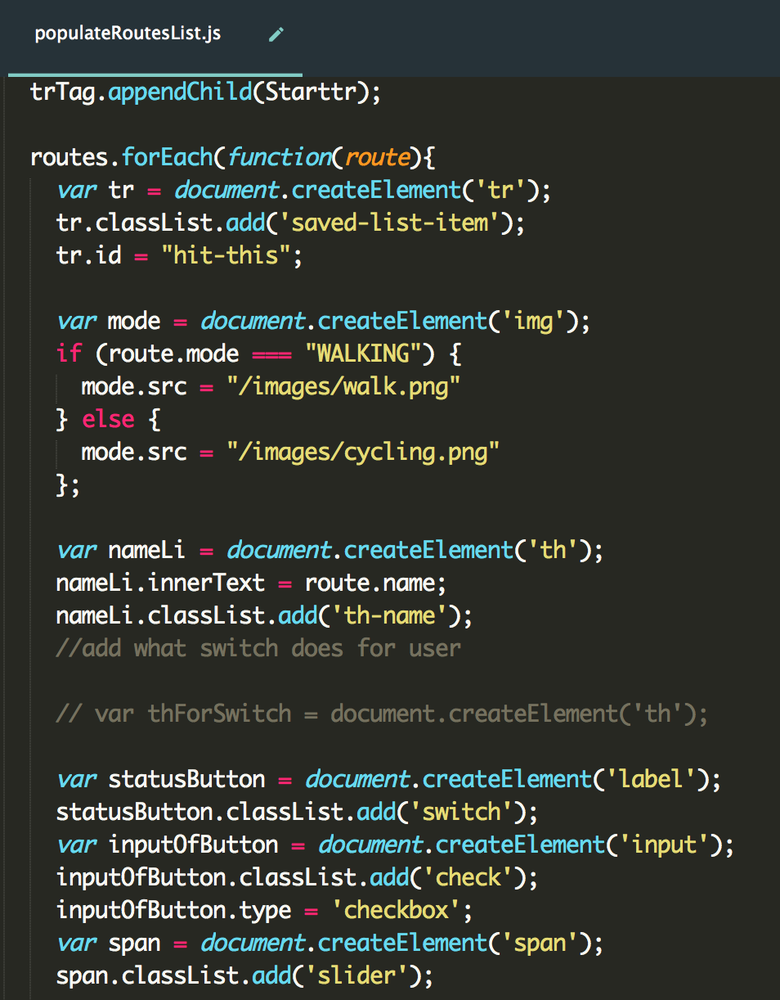 populateRoutesList.js
trTag.appendChild(Starttr);
routes.forEach(function(route){
var tr = document.createElement('tr');
tr.classList.add('saved-list-item');
tr.id = "hit-this";
var mode = document.createElement('img');
if (route.mode === "WALKING") {
mode.src = "/images/walk.png"
} else {
mode.src = "/images/cycling.png"
};
var nameLi = document.createElement('th');
nameLi.innerText = route.name;
nameLi.classList.add('th-name');
//add what switch does for user
// var thForSwitch = document.createElement('th');
var statusButton = document.createElement('label');
statusButton.classList.add('switch');
var inputOfButton = document.createElement('input');
inputOfButton.classList.add('check');
inputOfButton.type = 'checkbox';
var span = document.createElement('span');
span.classList.add('slider');